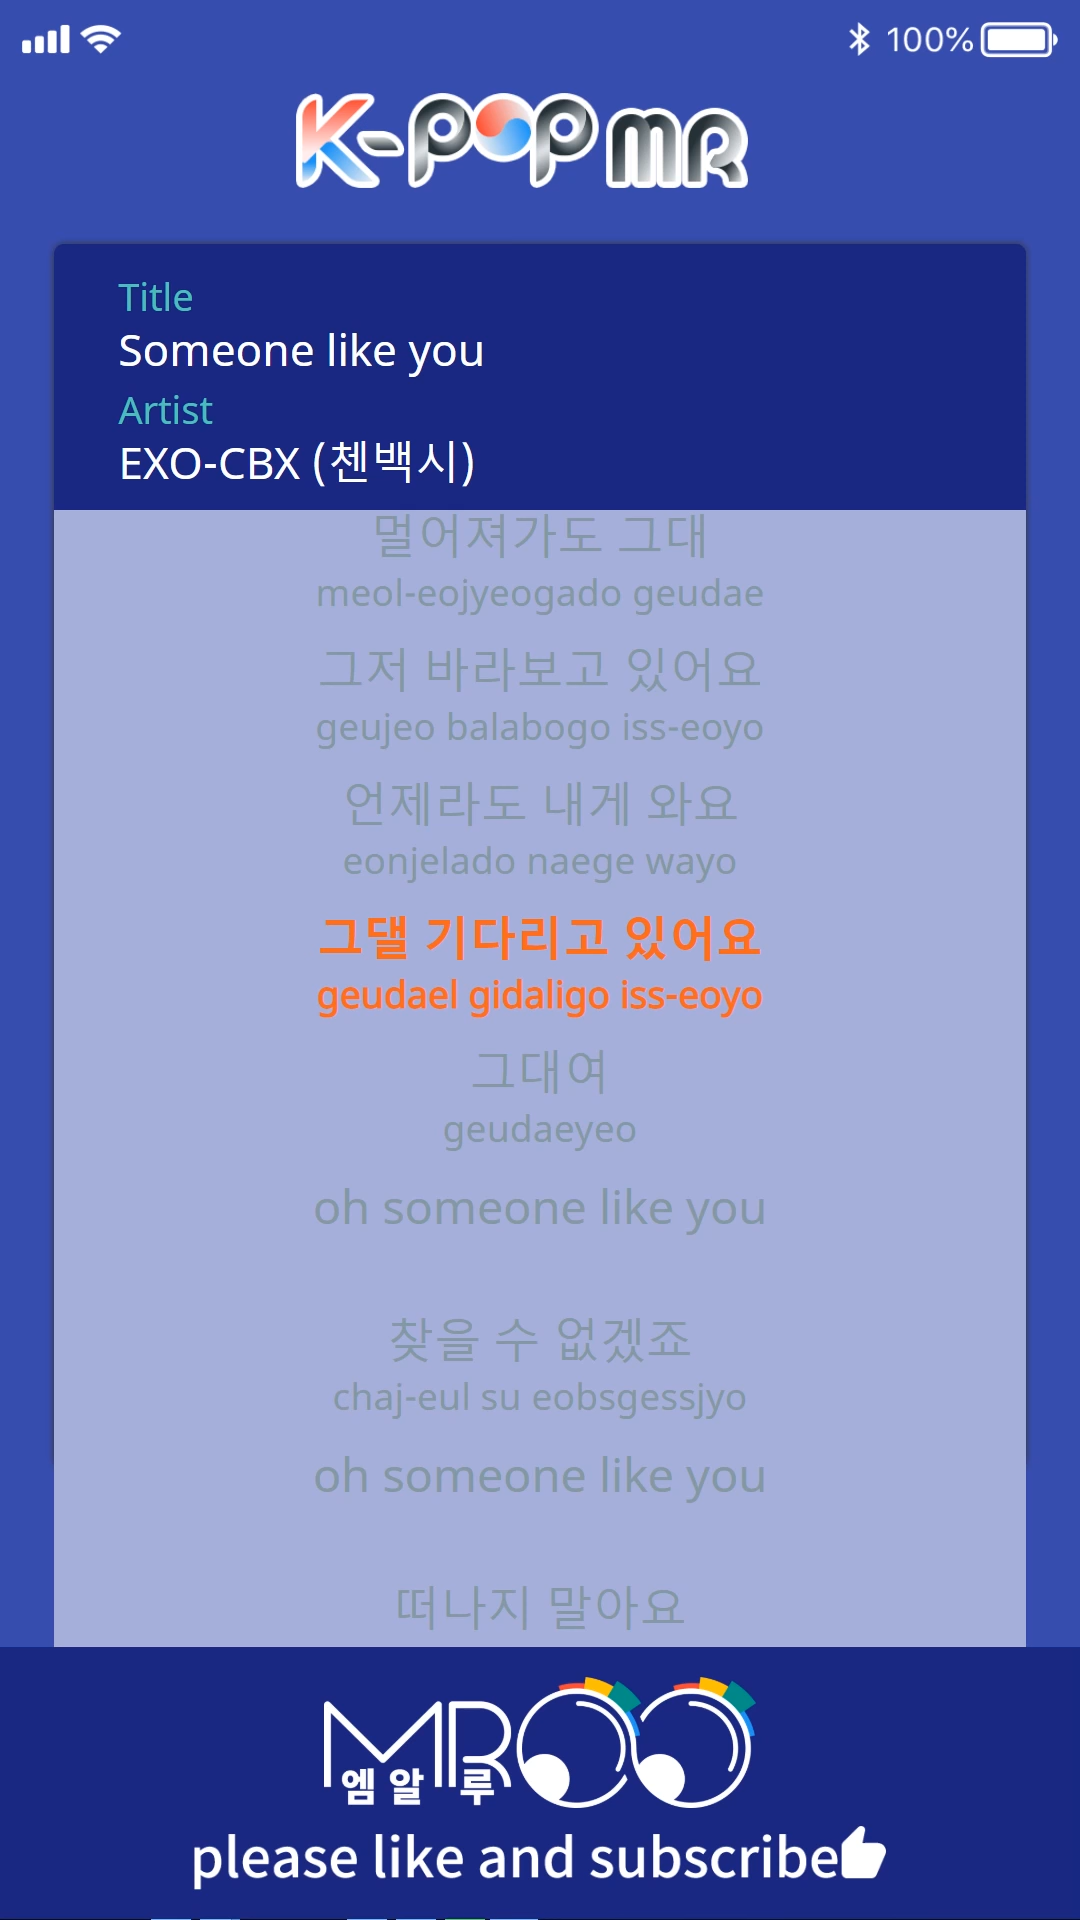 100%
K-POP MR
Title
Someone like you
Artist
EXO-CBX (첸백시)
멀어져가도 그대
meol-eojyeogado geudae
그저 바라보고 있어요
geujeo balabogo iss-eoyo
언제라도 내게 와요
eonjelado naege wayo
그댈 기다리고 있어요
geudael gidaligo iss-eoyo
그대여
geudaeyeo
oh someone like you
찾을 수 없겠죠
chaj-eul su eobsgessjyo
oh someone like you
떠나지 말아요
MROO
엠알루
please like and subscribe